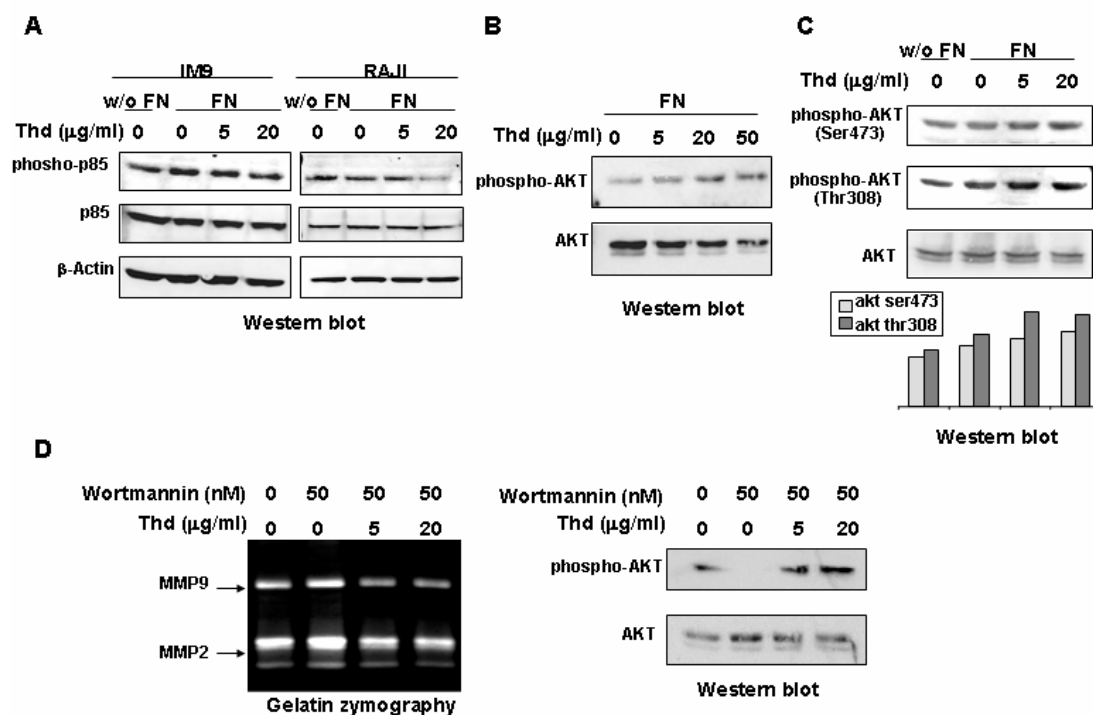 A
IM9 RAJI
w/o FN FN w/o FN FN
Thd (µg/ml) 0 0 5 20 0 0 5 20
phosho-p85
p85
β-Actin
Western blot
B
FN
Thd (µg/ml) 0 5 20 50
phospho-AKT
AKT
Western blot
C
w/o FN FN
Thd (µg/ml) 0 0 5 20
phospho-AKT
(Ser473)
phospho-AKT
(Thr308)
AKT
akt ser473
akt thr308
Western blot
D
Wortmannin (nM) 0 50 50 50
Thd (µg/ml) 0 0 5 20
MMP9
MMP2
Gelatin zymography
Wortmannin (nM) 0 50 50 50
Thd (µg/ml) 0 0 5 20
phospho-AKT
AKT
Western blot